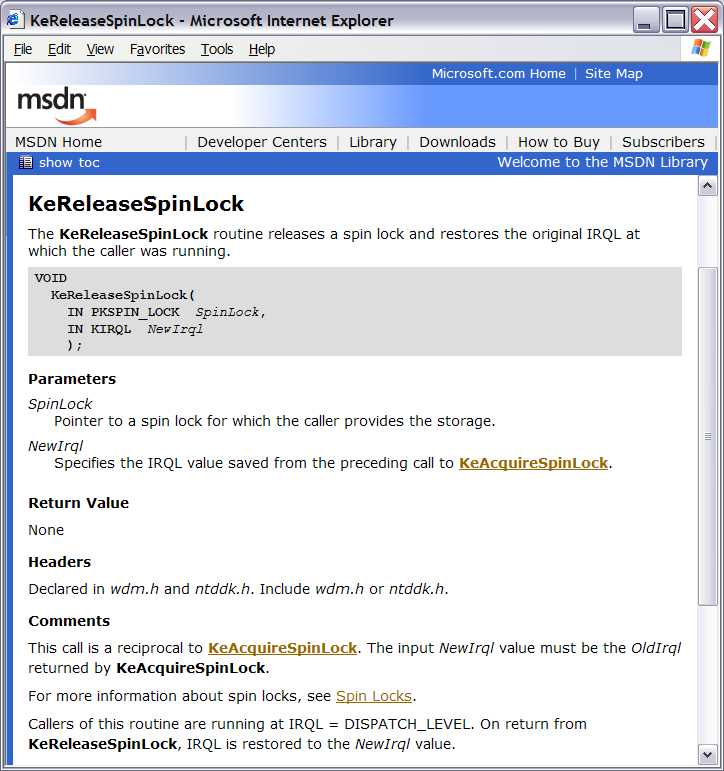 KeReleaseSpinLock - Microsoft Internet Explorer
File Edit View Favorites Tools Help
Microsoft.com Home | Site Map
msdn
MSDN Home | Developer Centers | Library | Downloads | How to Buy | Subscribers |
show toc Welcome to the MSDN Library
KeReleaseSpinLock
The KeReleaseSpinLock routine releases a spin lock and restores the original IRQL at
which the caller was running.
VOID
KeReleaseSpinLock(
IN PKSPIN_LOCK SpinLock,
IN KIRQL NewIrql
);
Parameters
SpinLock
Pointer to a spin lock for which the caller provides the storage.
NewIrql
Specifies the IRQL value saved from the preceding call to KeAcquireSpinLock.
Return Value
None
Headers
Declared in wdm.h and ntddk.h. Include wdm.h or ntddk.h.
Comments
This call is a reciprocal to KeAcquireSpinLock. The input NewIrql value must be the OldIrql
returned by KeAcquireSpinLock.
For more information about spin locks, see Spin Locks.
Callers of this routine are running at IRQL = DISPATCH_LEVEL. On return from
KeReleaseSpinLock, IRQL is restored to the NewIrql value.